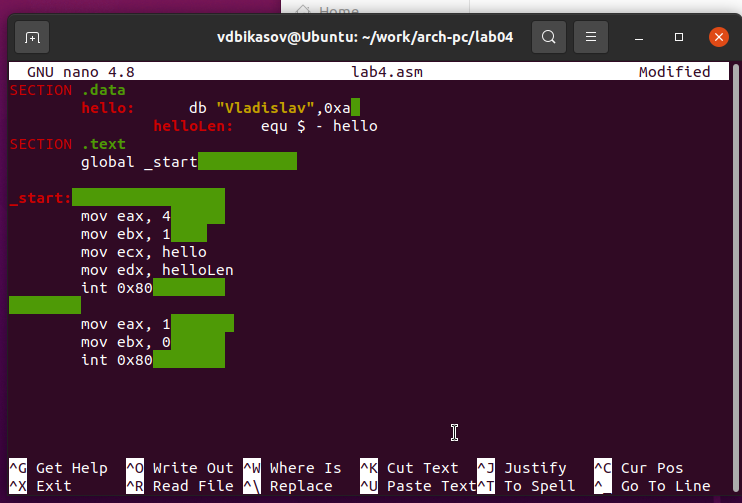 Home
vdbikasov@Ubuntu: ~/work/arch-pc/lab04
GNU nano 4.8 lab4.asm Modified
SECTION .data
hello: db "Vladislav",0xa
helloLen: equ $ - hello
SECTION .text
global _start
_start:
mov eax, 4
mov ebx, 1
mov ecx, hello
mov edx, helloLen
int 0x80
mov eax, 1
mov ebx, 0
int 0x80
^G Get Help ^O Write Out ^W Where Is ^K Cut Text ^J Justify ^C Cur Pos
^X Exit ^R Read File ^\ Replace ^U Paste Text ^T To Spell ^_ Go To Line